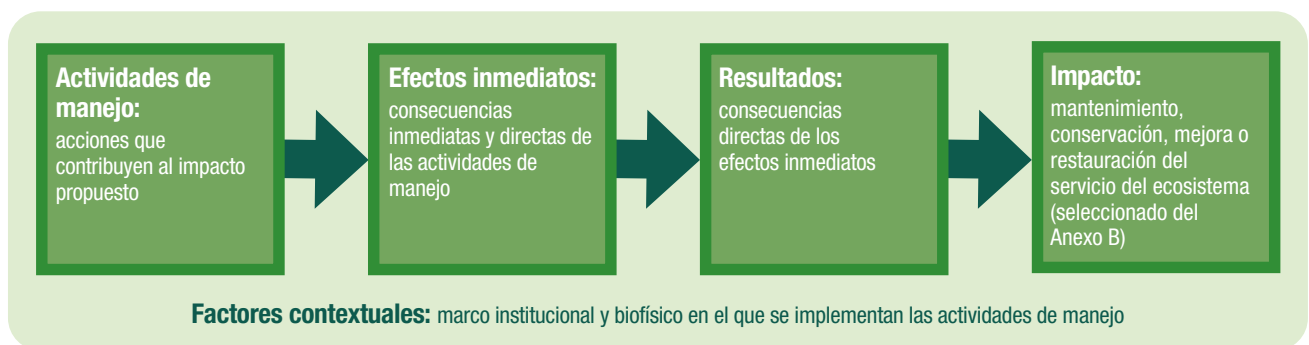 Actividades de
manejo:
acciones que
contribuyen al impacto
propuesto
Efectos inmediatos:
consecuencias
inmediatas y directas de
las actividades de
manejo
Resultados:
consecuencias
directas de los
efectos inmediatos
Impacto:
mantenimiento,
conservación, mejora o
restauración del
servicio del ecosistema
(seleccionado del
Anexo B)
Factores contextuales: marco institucional y biofísico en el que se implementan las actividades de manejo